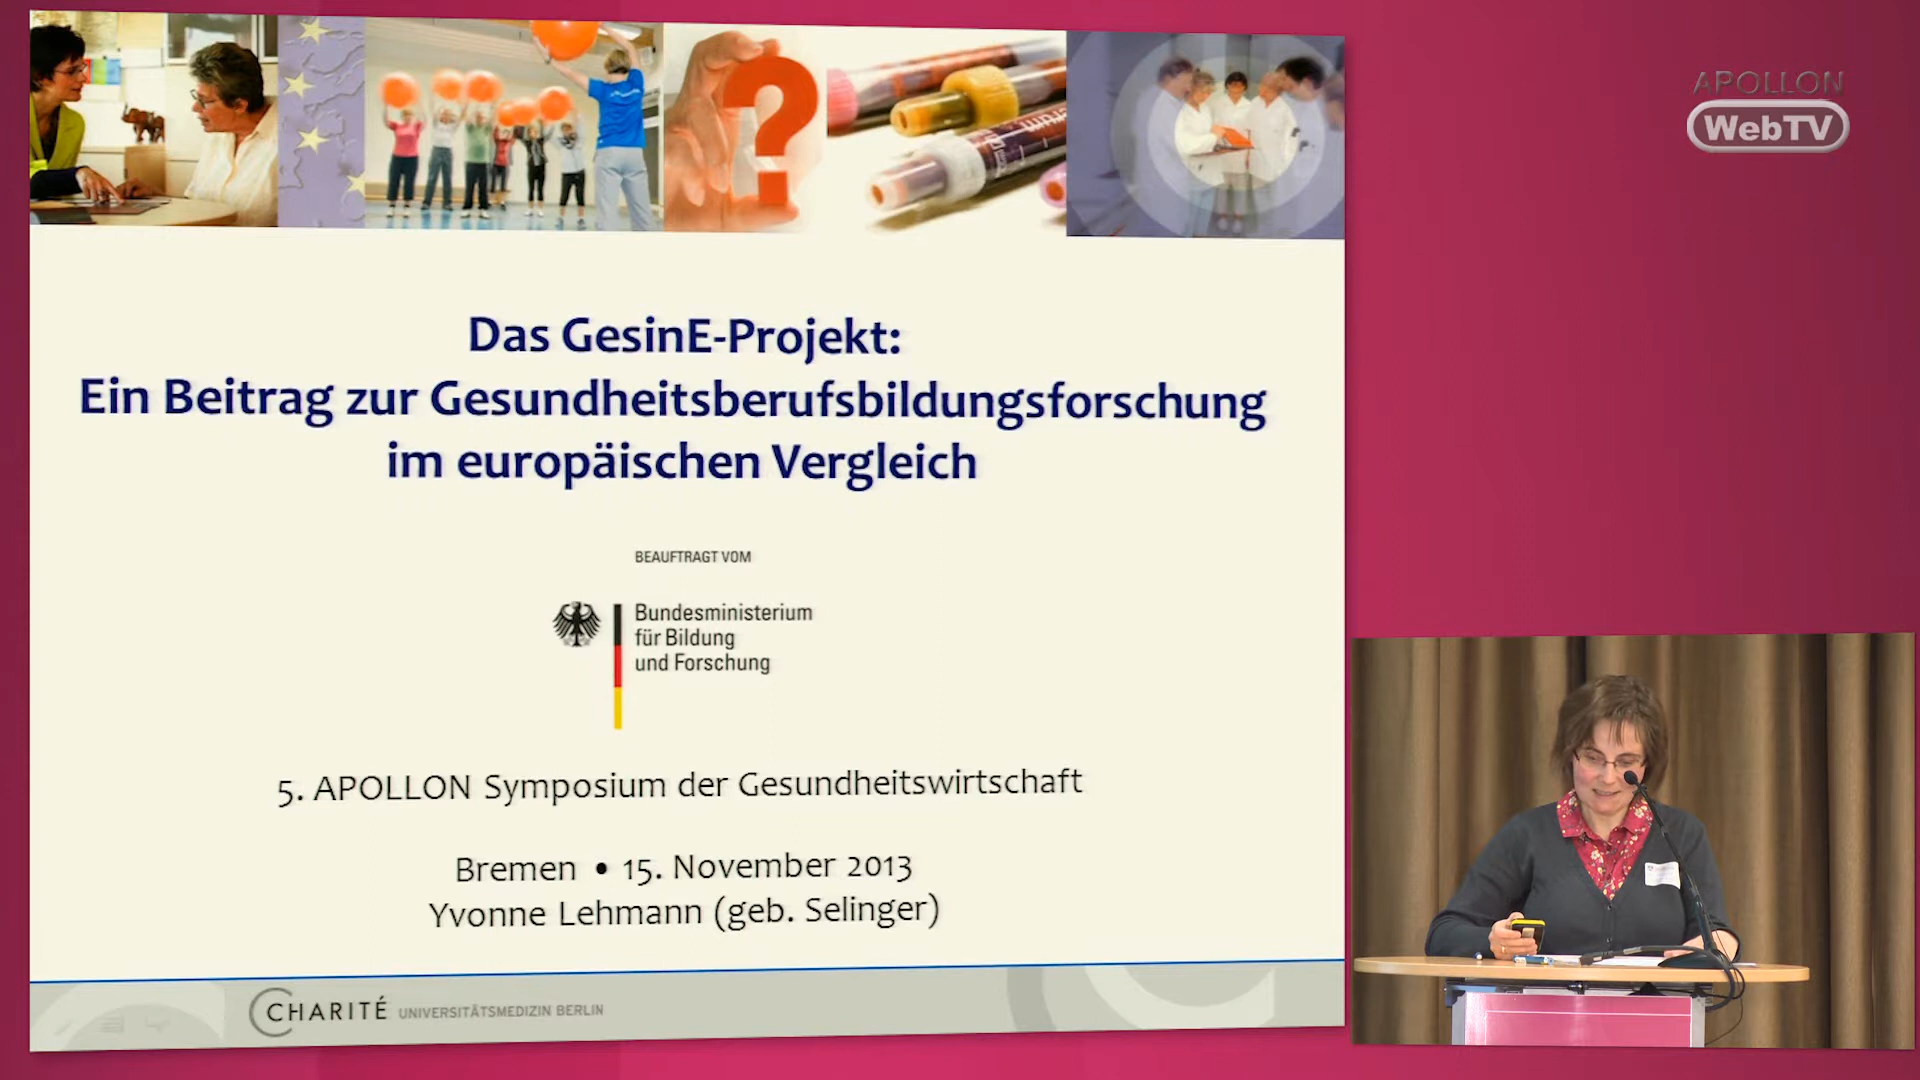 APOLLON
WebTV
Das GesinE-Projekt:
Ein Beitrag zur Gesundheitsberufsbildungsforschung
im europäischen Vergleich
BEAUFTRAGT VOM
Bundesministerium
für Bildung
und Forschung
5. APOLLON Symposium der Gesundheitswirtschaft
Bremen • 15. November 2013
Yvonne Lehmann (geb. Selinger)
CHARITÉ UNIVERSITÄTSMEDIZIN BERLIN